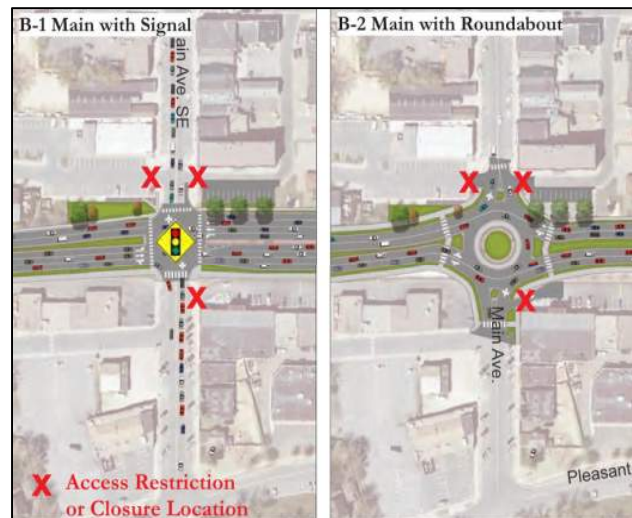 B-1 Main with Signal
ain Ave. SE
X Access Restriction
or Closure Location
B-2 Main with Roundabout
Main Ave.
Pleasant